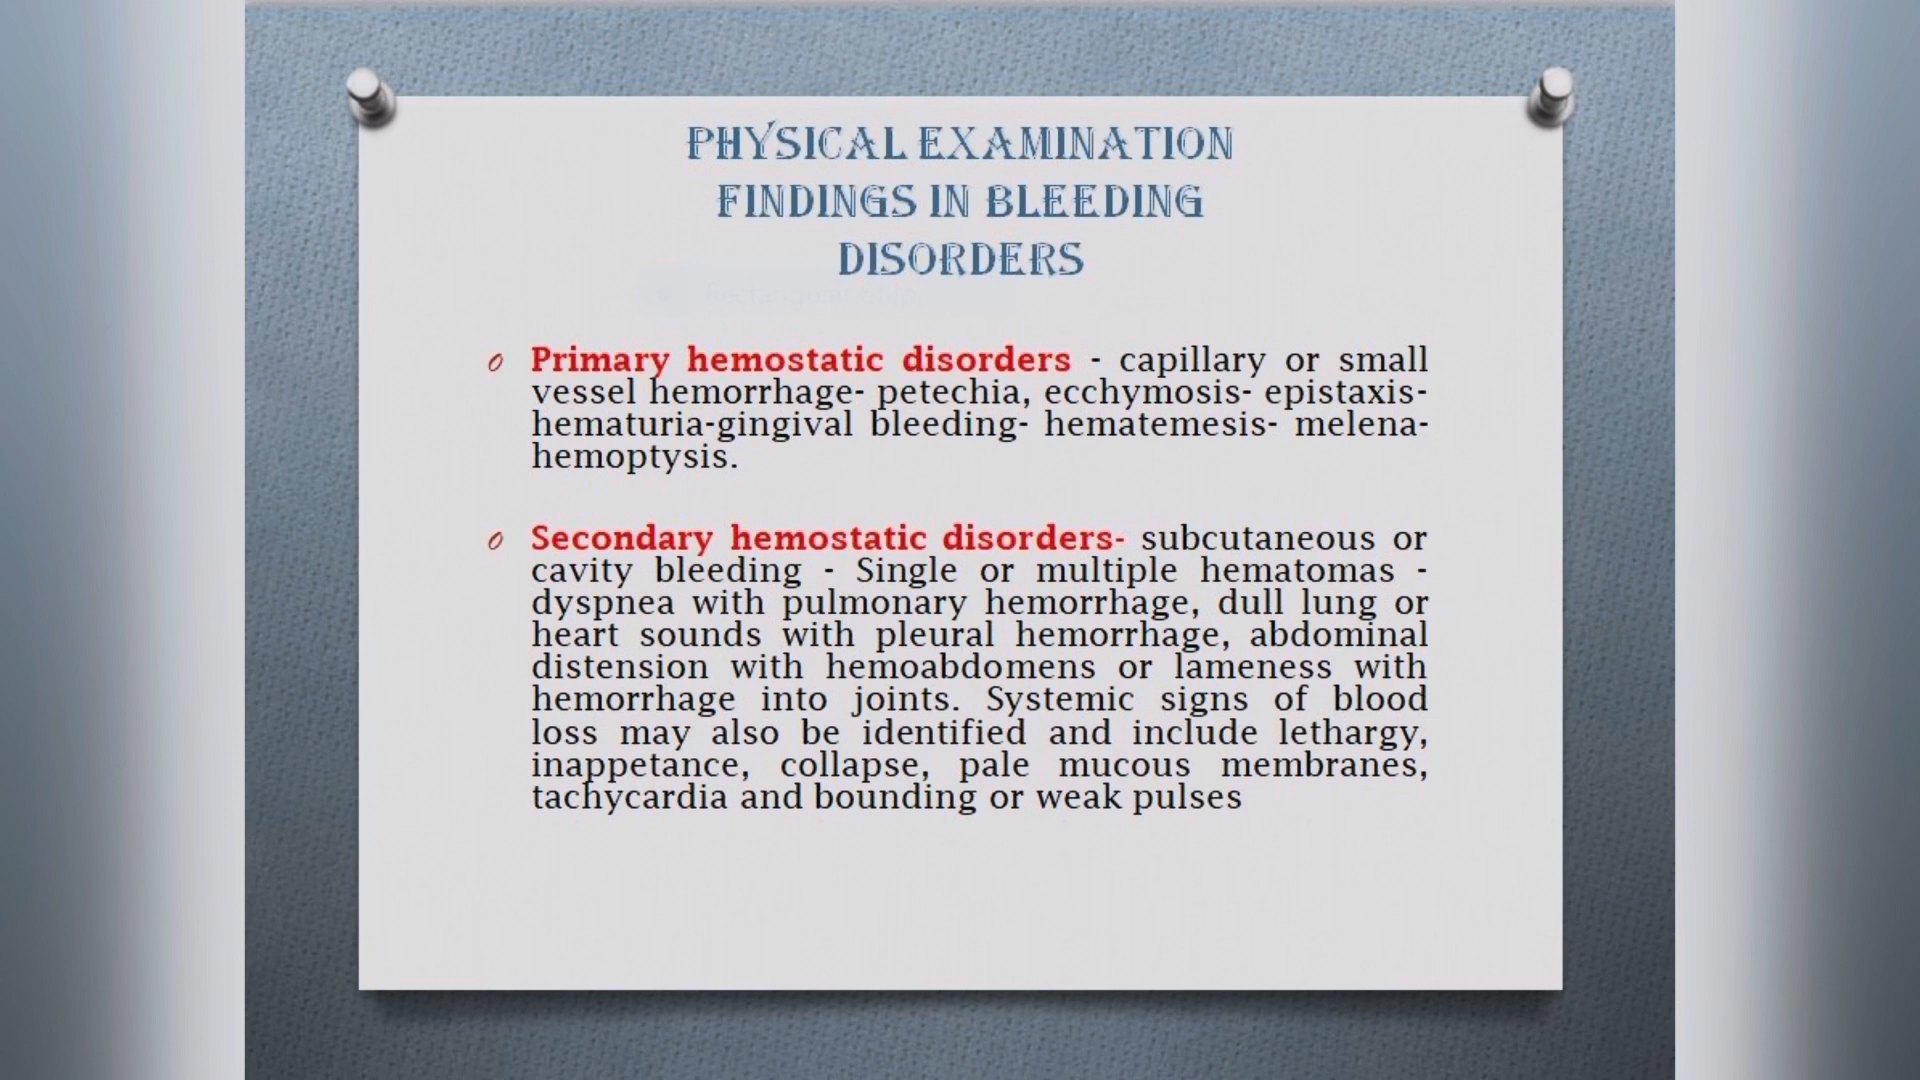 PHYSICAL EXAMINATION
FINDINGS IN BLEEDING
DISORDERS
o Primary hemostatic disorders - capillary or small
vessel hemorrhage- petechia, ecchymosis- epistaxis-
hematuria-gingival bleeding- hematemesis- melena-
hemoptysis.
o Secondary hemostatic disorders- subcutaneous or
cavity bleeding - Single or multiple hematomas -
dyspnea with pulmonary hemorrhage, dull lung or
heart sounds with pleural hemorrhage, abdominal
distension with hemoabdomens or lameness with
hemorrhage into joints. Systemic signs of blood
loss may also be identified and include lethargy,
inappetance, collapse, pale mucous membranes,
tachycardia and bounding or weak pulses